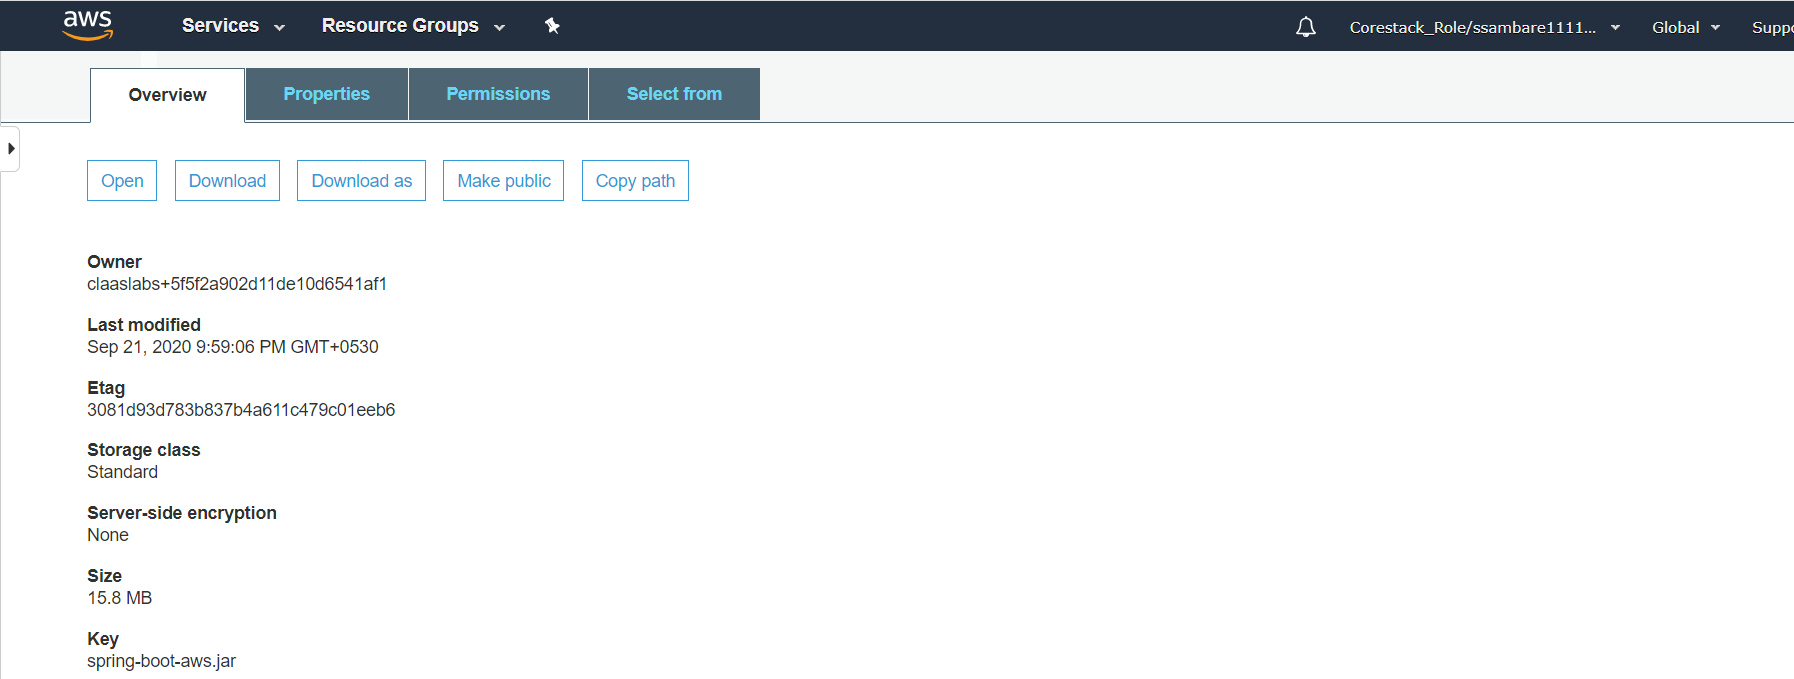 aws Services Resource Groups Corestack_Role/ssambare1111... Global Suppo
Overview Properties Permissions Select from
Open Download Download as Make public Copy path
Owner
claaslabs+5f5f2a902d11de10d6541af1
Last modified
Sep 21, 2020 9:59:06 PM GMT+0530
Etag
3081d93d783b837b4a611c479c01eeb6
Storage class
Standard
Server-side encryption
None
Size
15.8 MB
Key
spring-boot-aws.jar